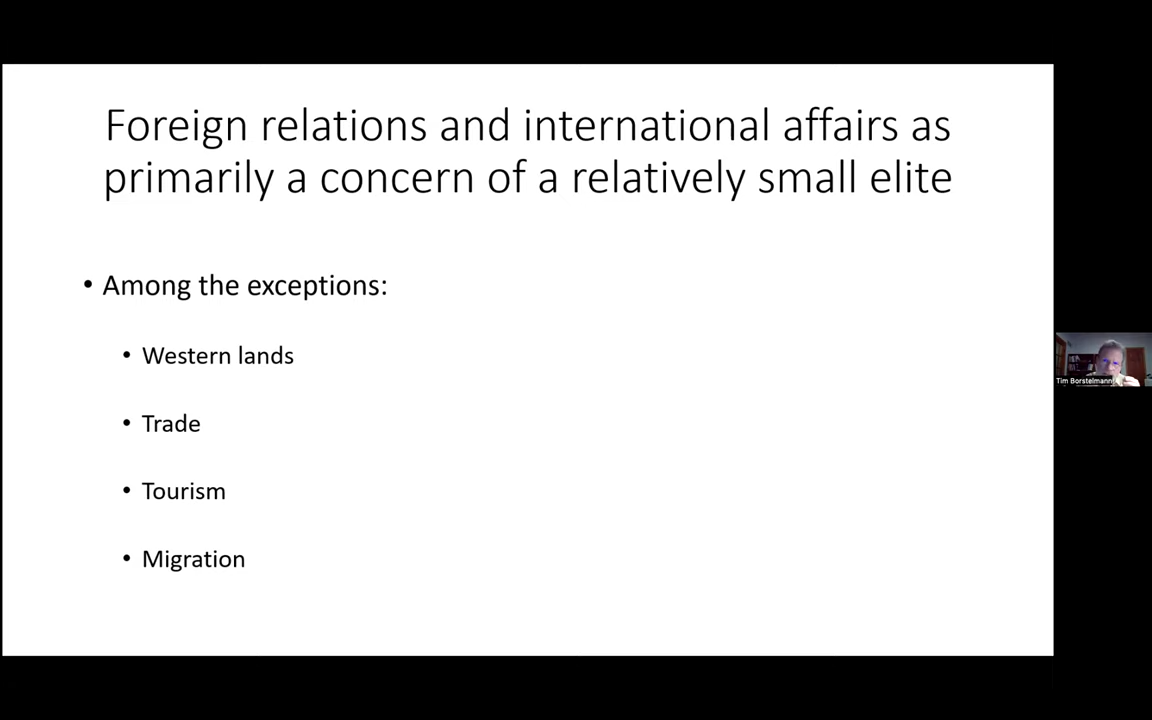 Foreign relations and international affairs as
primarily a concern of a relatively small elite
• Among the exceptions:
• Western lands
• Trade
• Tourism
• Migration
Tim Borstelmann